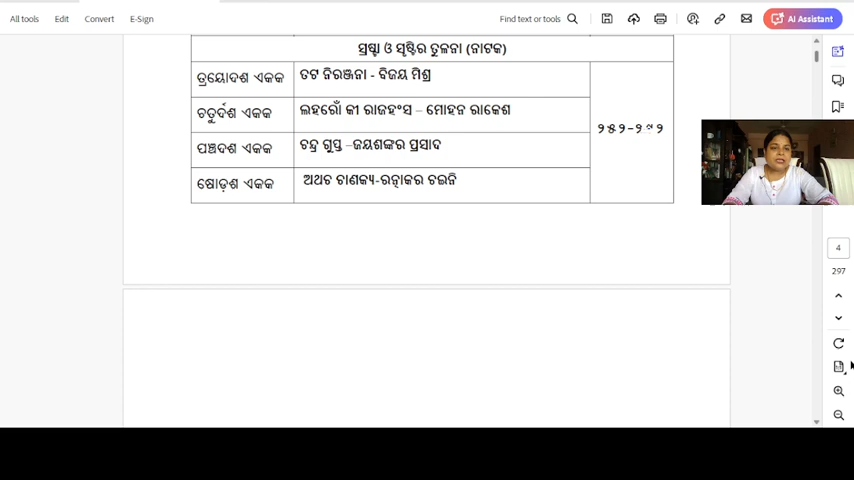 All tools Edit Convert E-Sign Find text or tools AI Assistant
ସ୍ରଷ୍ଟା ଓ ସୃଷ୍ଟିର ତୁଳନା (ନାଟକ)
ତ୍ରୟୋଦଶ ଏକକ ତଟ ନିରଞ୍ଜନା - ବିଜୟ ମିଶ୍ର
ଚତୁର୍ଦଶ ଏକକ ଲହରୋଁ କୀ ରାଜହଂସ – ମୋହନ ରାକେଶ
୨୫୨-୨୯୨
ପଞ୍ଚଦଶ ଏକକ ଚନ୍ଦ୍ର ଗୁପ୍ତ –ଜୟଶଙ୍କର ପ୍ରସାଦ
ଷୋଡ଼ଶ ଏକକ ଅଥଚ ଚାଣକ୍ୟ-ରତ୍ନାକର ଚଇନି
4
297